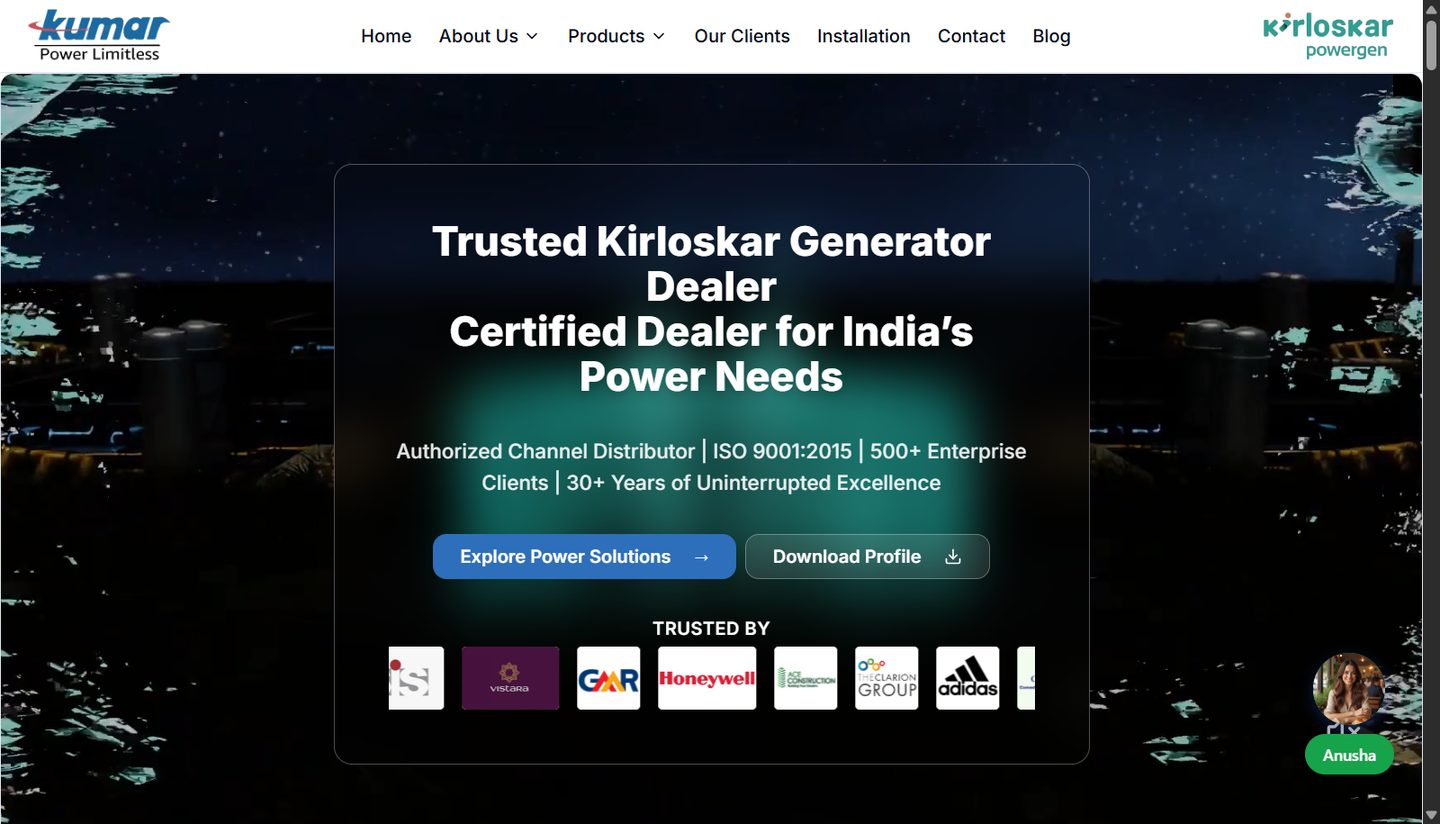 kumar
Power Limitless
Home
About Us
Products
Our Clients
Installation
Contact
Blog
kirloskar
powergen
Trusted Kirloskar Generator
Dealer
Certified Dealer for India’s
Power Needs
Authorized Channel Distributor | ISO 9001:2015 | 500+ Enterprise
Clients | 30+ Years of Uninterrupted Excellence
Explore Power Solutions →
Download Profile
TRUSTED BY
is
VISTARA
GMR
Honeywell
ACE
CONSTRUCTION
THECLARION
GROUP
adidas
Anusha